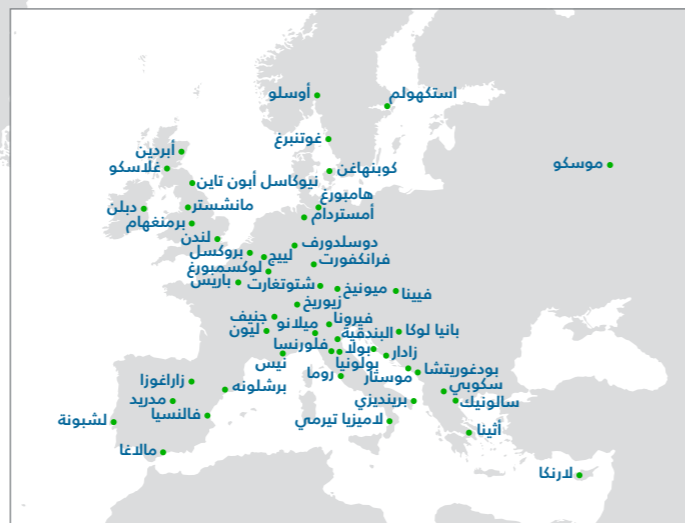 أوسلو
استكهولم
غوتنبرغ
أبردين
غلاسكو
كوبنهاغن
موسكو
نيوكاسل أبون تاين
هامبورغ
مانشستر
دبلن
أمستردام
برمنغهام
لندن
دوسلدورف
بروكسل
لييج
فرانكفورت
لوكسمبورغ
باريس
شتوتغارت
ميونيخ
فيينا
زيوريخ
جنيف
ميلانو
فيرونا
ليون
البندقية
بانيا لوكا
فلورنسا
بولا
زادار
نيس
بولونيا
بودغوريتشا
روما
موستار
زاراغوزا
برشلونه
سكوبي
مدريد
برينديزي
سالونيك
فالنسيا
لشبونة
لاميزيا تيرمي
أثينا
مالاغا
لارنكا